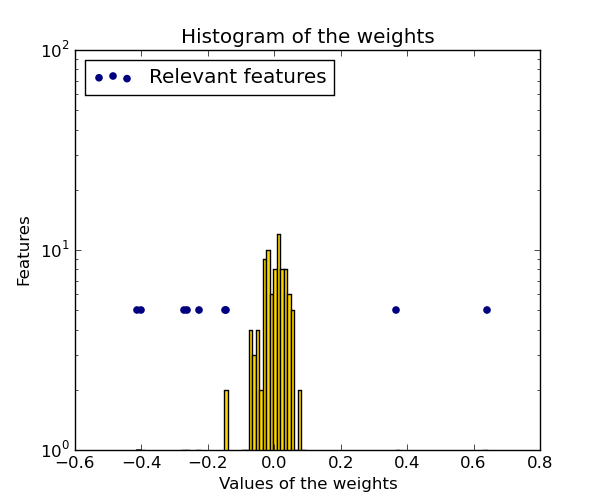 Histogram of the weights
10²
Relevant features
10¹
Features
10⁰
−0.6 −0.4 −0.2 0.0 0.2 0.4 0.6 0.8
Values of the weights